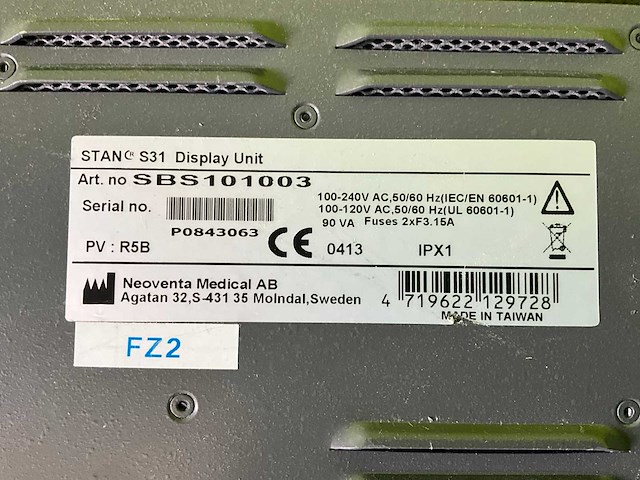 STAN® S31 Display Unit
Art. no SBS101003
Serial no.
P0843063
100-240V AC,50/60 Hz(IEC/EN 60601-1)
100-120V AC,50/60 Hz(UL 60601-1)
90 VA Fuses 2xF3.15A
PV : R5B
CE 0413 IPX1
Neoventa Medical AB
Agatan 32,S-431 35 Molndal,Sweden
4 719622 129728
MADE IN TAIWAN
FZ2